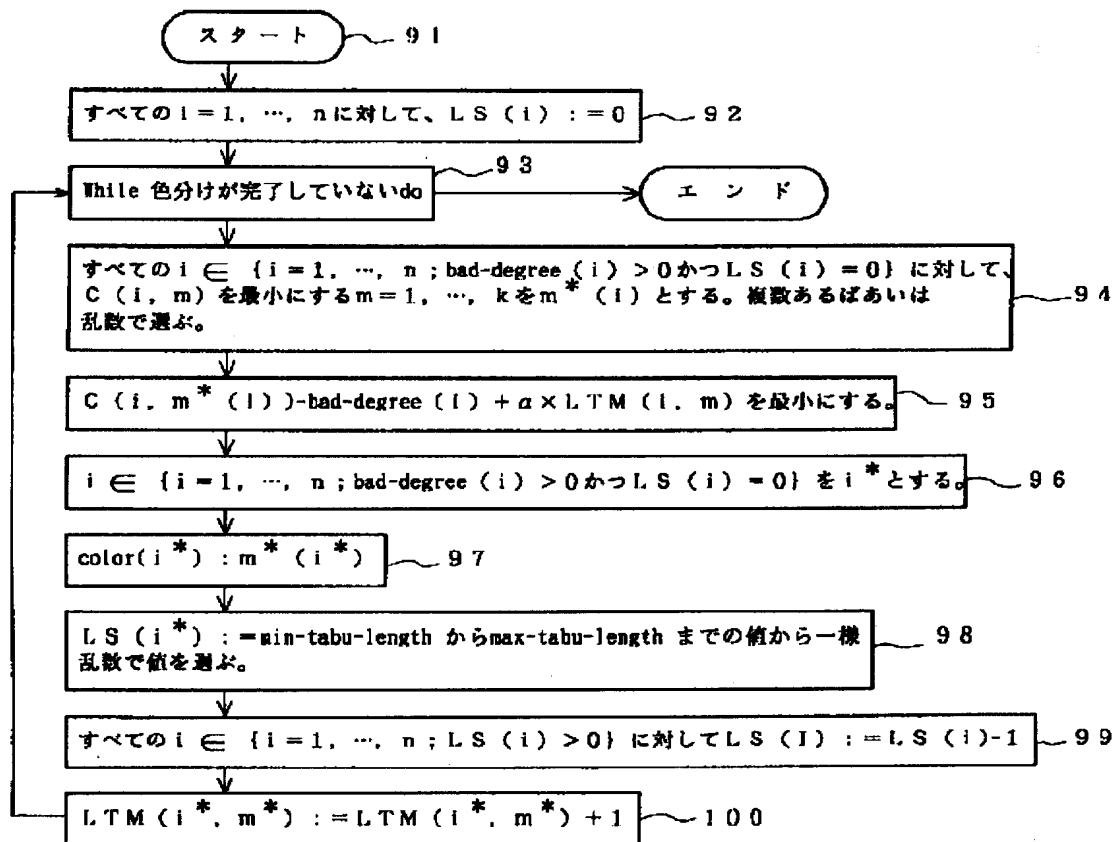 スタート 91
すべてのi=1, …, nに対して、LS(i):=0 92
93
While 色分けが完了していないdo エンド
すべてのi∈{i=1, …, n;bad-degree(i)>0かつLS(i)=0}に対して、
C(i, m)を最小にするm=1, …, kをm*(i)とする。複数あるばあいは
乱数で選ぶ。
94
C(i, m*(i))-bad-degree(i)+α×LTM(i, m)を最小にする。 95
i∈{i=1, …, n;bad-degree(i)>0かつLS(i)=0}をi*とする。 96
color(i*):m*(i*) 97
LS(i*):=min-tabu-length からmax-tabu-length までの値から一様
乱数で値を選ぶ。
98
すべてのi∈{i=1, …, n;LS(i)>0}に対してLS(I):=LS(i)-1 99
LTM(i*, m*):=LTM(i*, m*)+1 100